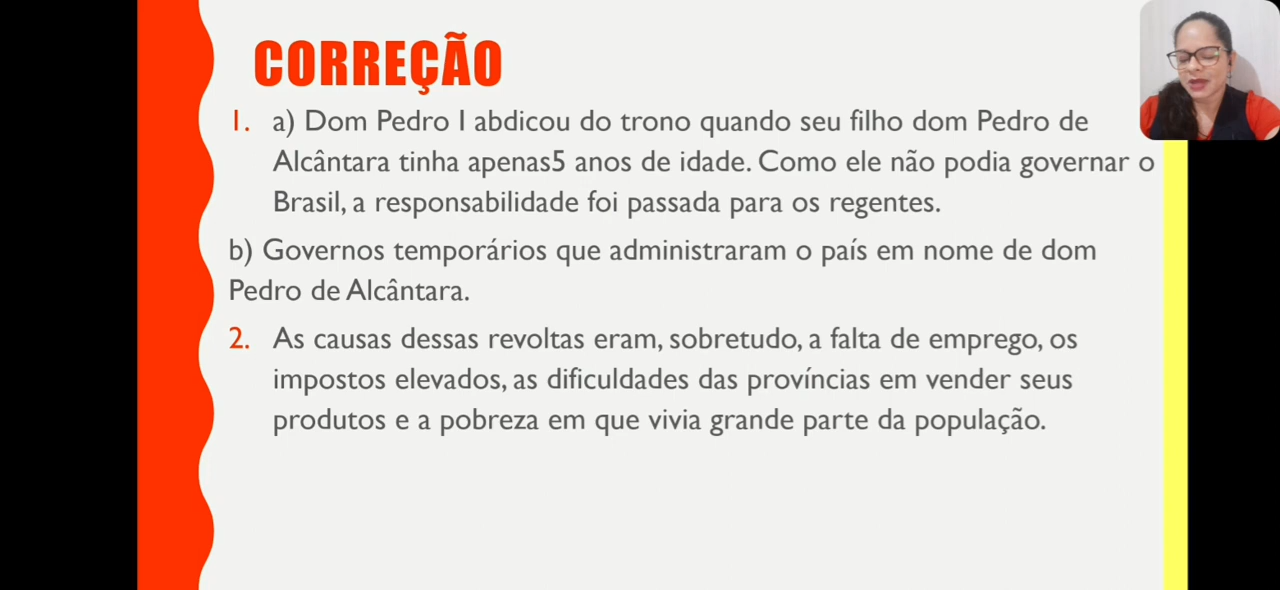 CORREÇÃO
1. a) Dom Pedro I abdicou do trono quando seu filho dom Pedro de
Alcântara tinha apenas5 anos de idade. Como ele não podia governar o
Brasil, a responsabilidade foi passada para os regentes.
b) Governos temporários que administraram o país em nome de dom
Pedro de Alcântara.
2. As causas dessas revoltas eram, sobretudo, a falta de emprego, os
impostos elevados, as dificuldades das províncias em vender seus
produtos e a pobreza em que vivia grande parte da população.